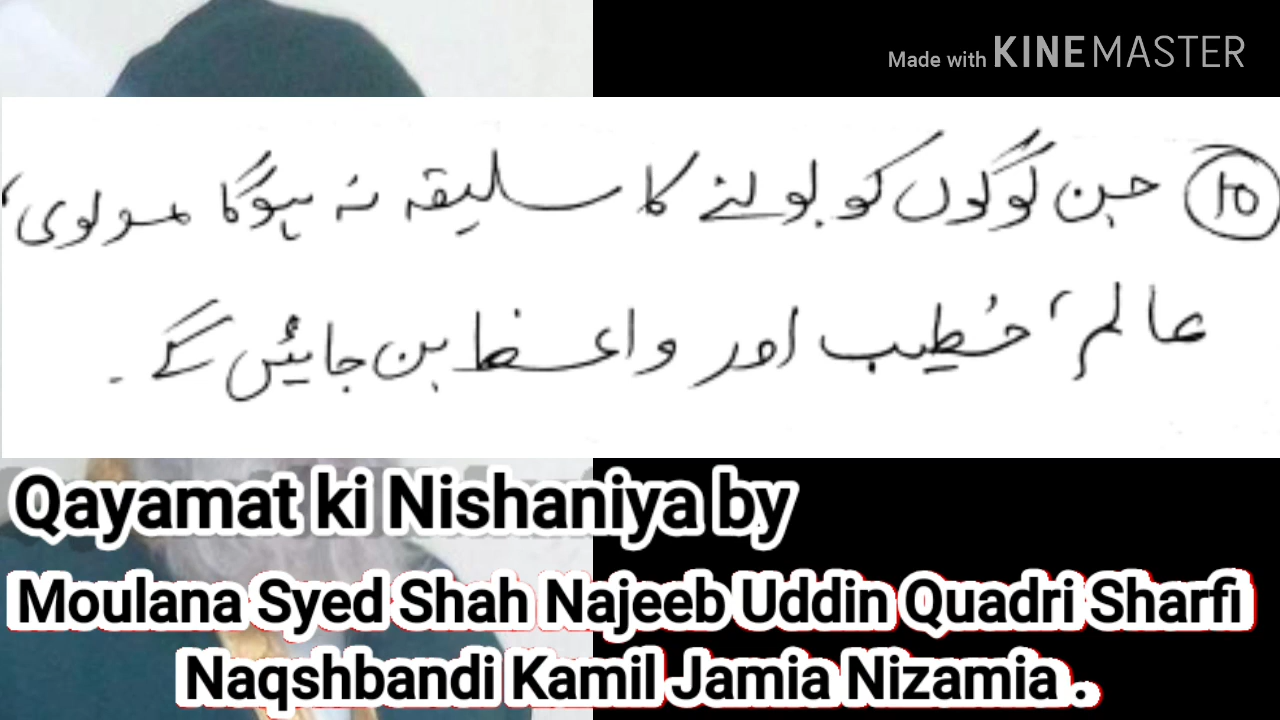 Made with KINEMASTER
۲۵ جن لوگوں کو بولنے کا سلیقہ نہ ہوگا مولوی،
عالم، خطیب اور واعظ بن جائیں گے۔
Qayamat ki Nishaniya by
Moulana Syed Shah Najeeb Uddin Quadri Sharfi
Naqshbandi Kamil Jamia Nizamia .